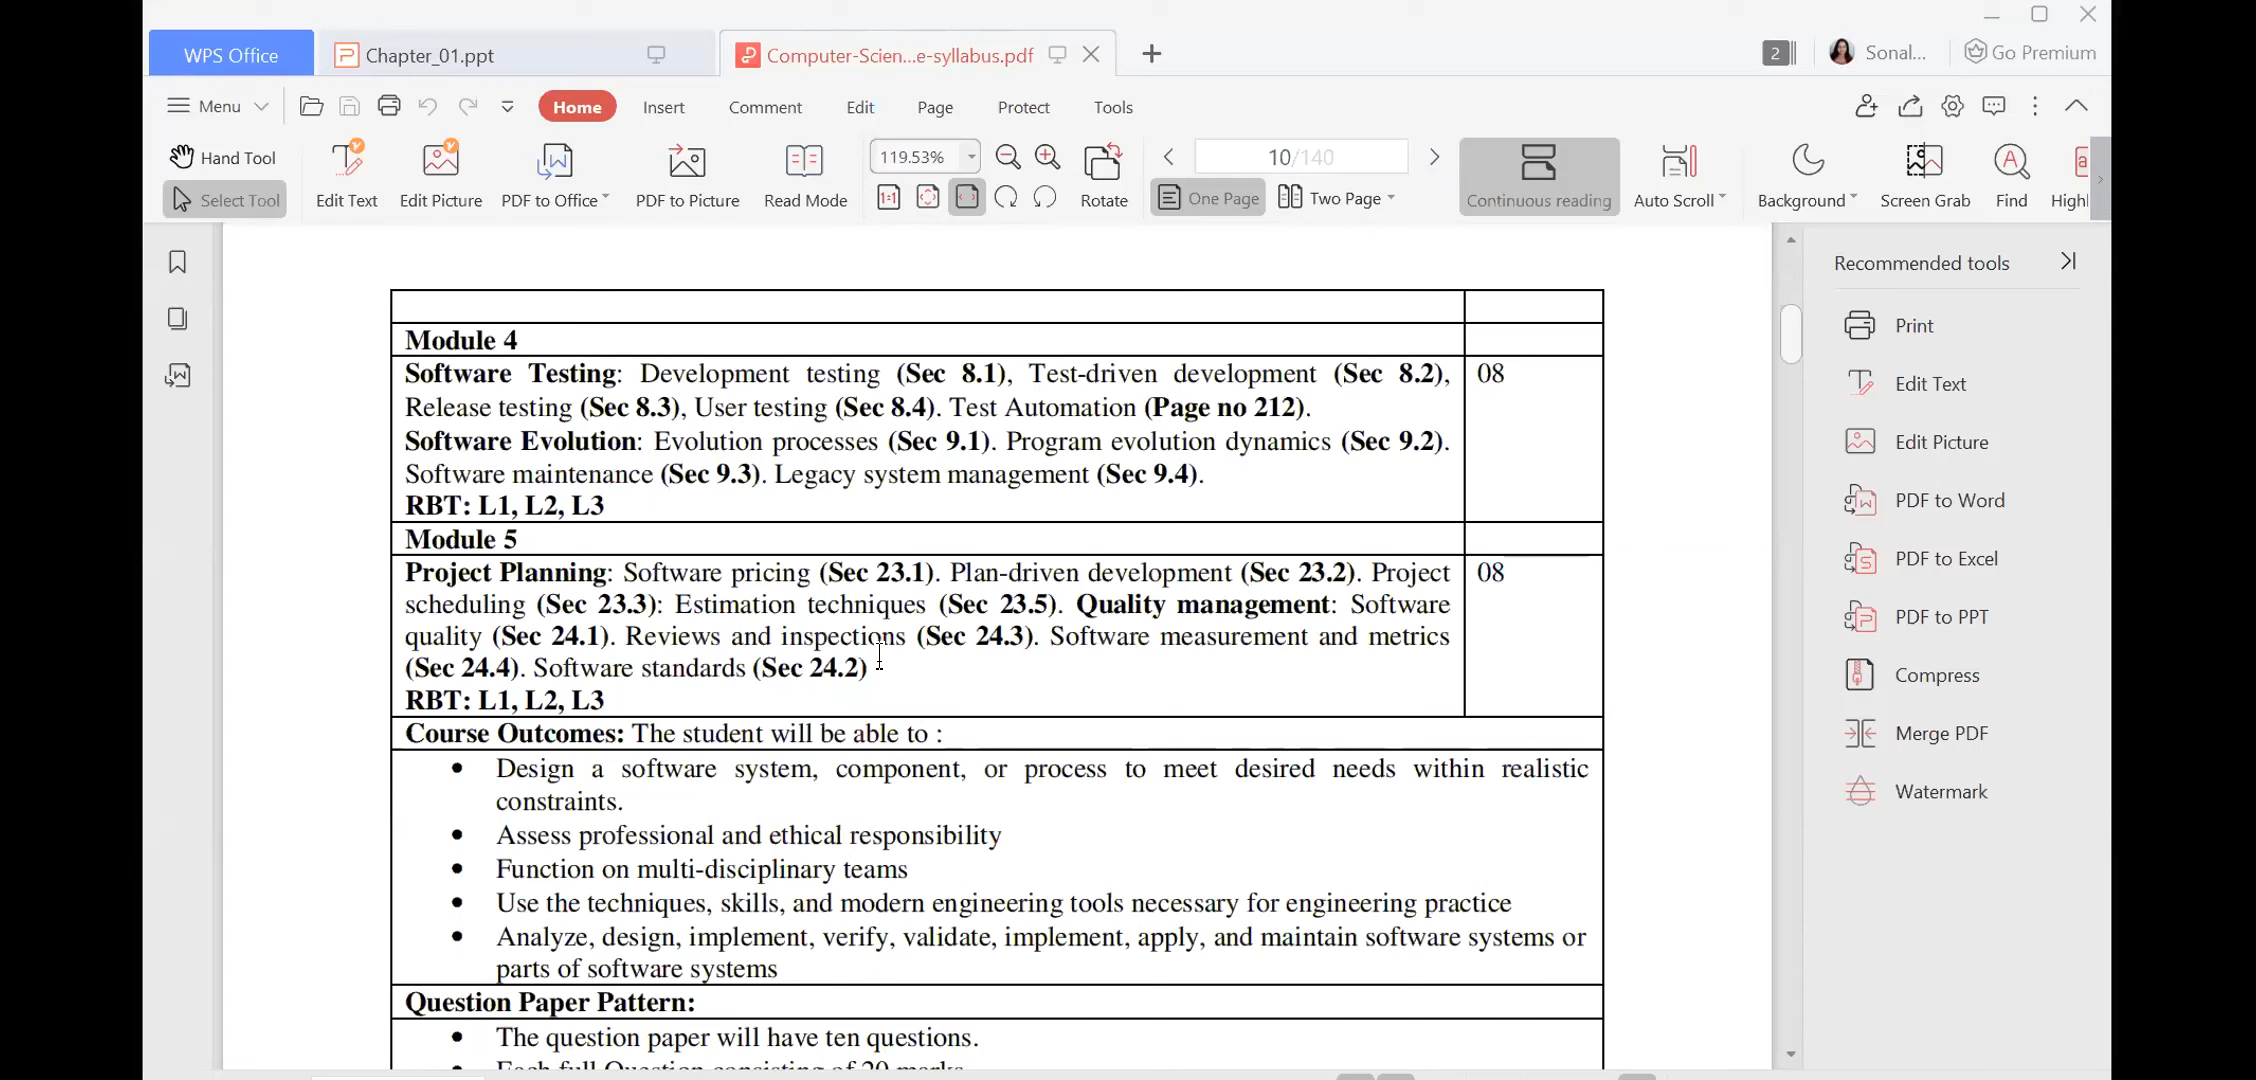 WPS Office
Chapter_01.ppt
Computer-Scien...e-syllabus.pdf
2
Sonal...
Go Premium
Menu
Home
Insert
Comment
Edit
Page
Protect
Tools
Hand Tool
Select Tool
Edit Text
Edit Picture
PDF to Office
PDF to Picture
Read Mode
119.53%
Rotate
10/140
One Page
Two Page
Continuous reading
Auto Scroll
Background
Screen Grab
Find
Highl
Module 4
Software Testing: Development testing (Sec 8.1), Test-driven development (Sec 8.2),
Release testing (Sec 8.3), User testing (Sec 8.4). Test Automation (Page no 212).
Software Evolution: Evolution processes (Sec 9.1). Program evolution dynamics (Sec 9.2).
Software maintenance (Sec 9.3). Legacy system management (Sec 9.4).
RBT: L1, L2, L3
08
Module 5
Project Planning: Software pricing (Sec 23.1). Plan-driven development (Sec 23.2). Project
scheduling (Sec 23.3): Estimation techniques (Sec 23.5). Quality management: Software
quality (Sec 24.1). Reviews and inspections (Sec 24.3). Software measurement and metrics
(Sec 24.4). Software standards (Sec 24.2)
RBT: L1, L2, L3
08
Course Outcomes: The student will be able to :
• Design a software system, component, or process to meet desired needs within realistic
constraints.
• Assess professional and ethical responsibility
• Function on multi-disciplinary teams
• Use the techniques, skills, and modern engineering tools necessary for engineering practice
• Analyze, design, implement, verify, validate, implement, apply, and maintain software systems or
parts of software systems
Question Paper Pattern:
• The question paper will have ten questions.
• Each full Question consisting of 20 marks
Recommended tools
Print
Edit Text
Edit Picture
PDF to Word
PDF to Excel
PDF to PPT
Compress
Merge PDF
Watermark